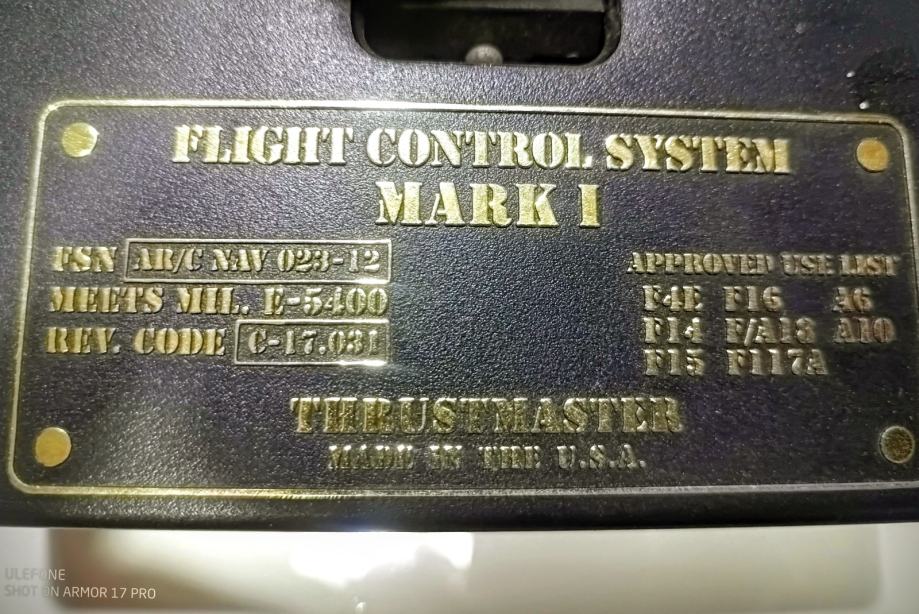 FLIGHT CONTROL SYSTEM
MARK I
FSN AR/C NAV 023-12
MEETS MIL. E-5400
REV. CODE C-17.031
APPROVED USE LIST
F4E F16 A6
F14 F/A18 A10
F15 F117A
THRUSTMASTER
MADE IN THE U.S.A.
ULEFONE
SHOT ON ARMOR 17 PRO